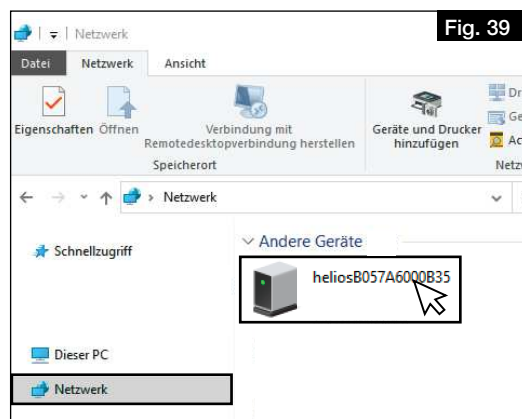 Fig. 39
Netzwerk
Datei Netzwerk Ansicht
Eigenschaften Öffnen Verbindung mit Remotedesktopverbindung herstellen Geräte und Drucker hinzufügen
Speicherort
Netzwerk
Schnellzugriff
Andere Geräte
heliosB057A6000B35
Dieser PC
Netzwerk